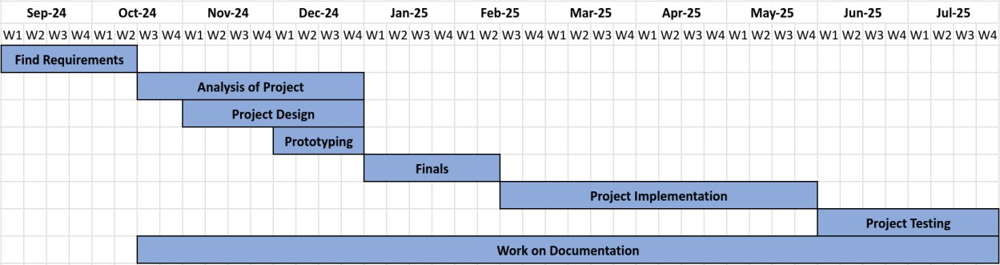 Sep-24 Oct-24 Nov-24 Dec-24 Jan-25 Feb-25 Mar-25 Apr-25 May-25 Jun-25 Jul-25
W1 W2 W3 W4 W1 W2 W3 W4 W1 W2 W3 W4 W1 W2 W3 W4 W1 W2 W3 W4 W1 W2 W3 W4 W1 W2 W3 W4 W1 W2 W3 W4 W1 W2 W3 W4 W1 W2 W3 W4 W1 W2 W3 W4
Find Requirements
Analysis of Project
Project Design
Prototyping
Finals
Project Implementation
Project Testing
Work on Documentation